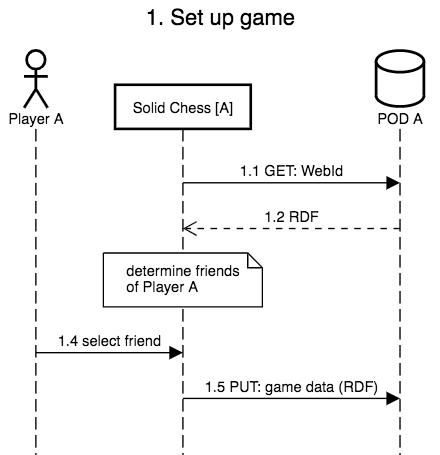 1. Set up game
Player A
Solid Chess [A]
POD A
1.1 GET: WebId
1.2 RDF
determine friends
of Player A
1.4 select friend
1.5 PUT: game data (RDF)